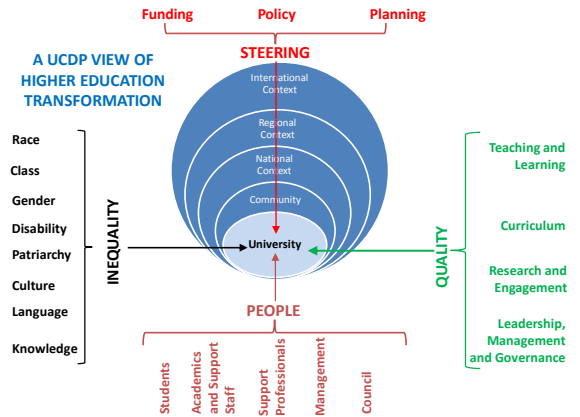 Funding
Policy
Planning
STEERING
A UCDP VIEW OF
HIGHER EDUCATION
TRANSFORMATION
International
Context
Regional
Context
National
Context
Community
University
Race
Class
Gender
Disability
Patriarchy
Culture
Language
Knowledge
INEQUALITY
QUALITY
Teaching and
Learning
Curriculum
Research and
Engagement
Leadership,
Management
and Governance
PEOPLE
Students
Academics
and Support
Staff
Support
Professionals
Management
Council